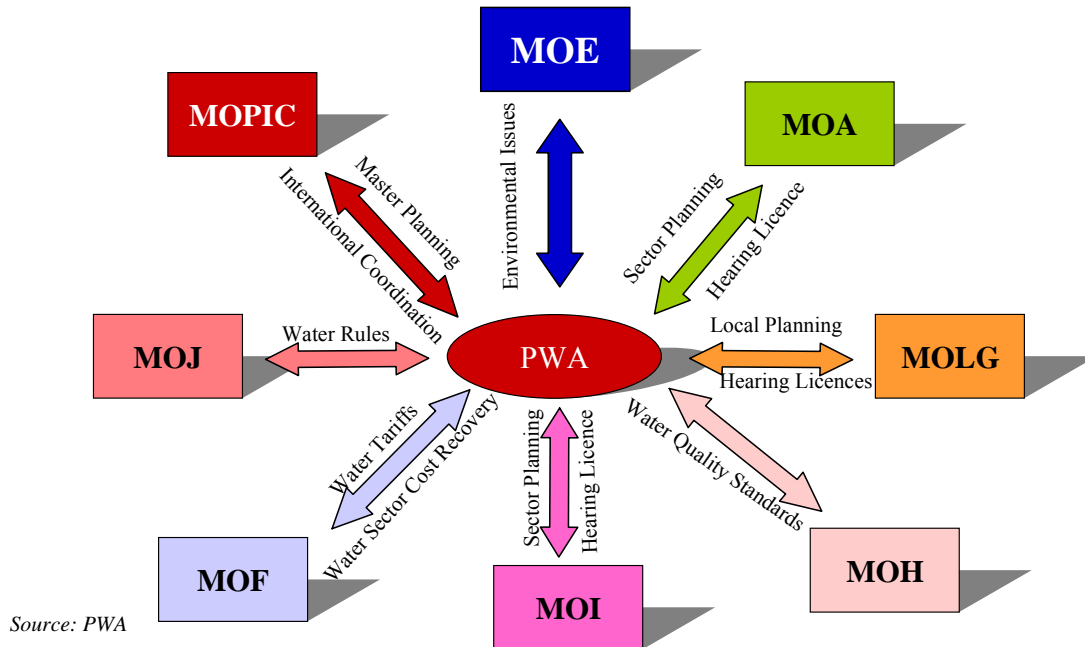 MOE
MOPIC
MOA
Environmental Issues
Master Planning
International Coordination
Sector Planning
Hearing Licence
MOJ
Water Rules
PWA
Local Planning
Hearing Licences
MOLG
Water Tariffs
Water Sector Cost Recovery
Sector Planning
Hearing Licence
Water Quality Standards
MOF
MOI
MOH
Source: PWA